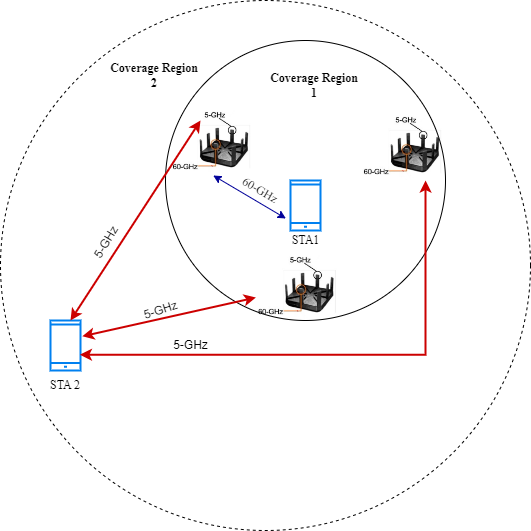 Coverage Region
2
Coverage Region
1
5-GHz
60-GHz
5-GHz
60-GHz
60-GHz
STA1
5-GHz
5-GHz
60-GHz
5-GHz
5-GHz
STA 2